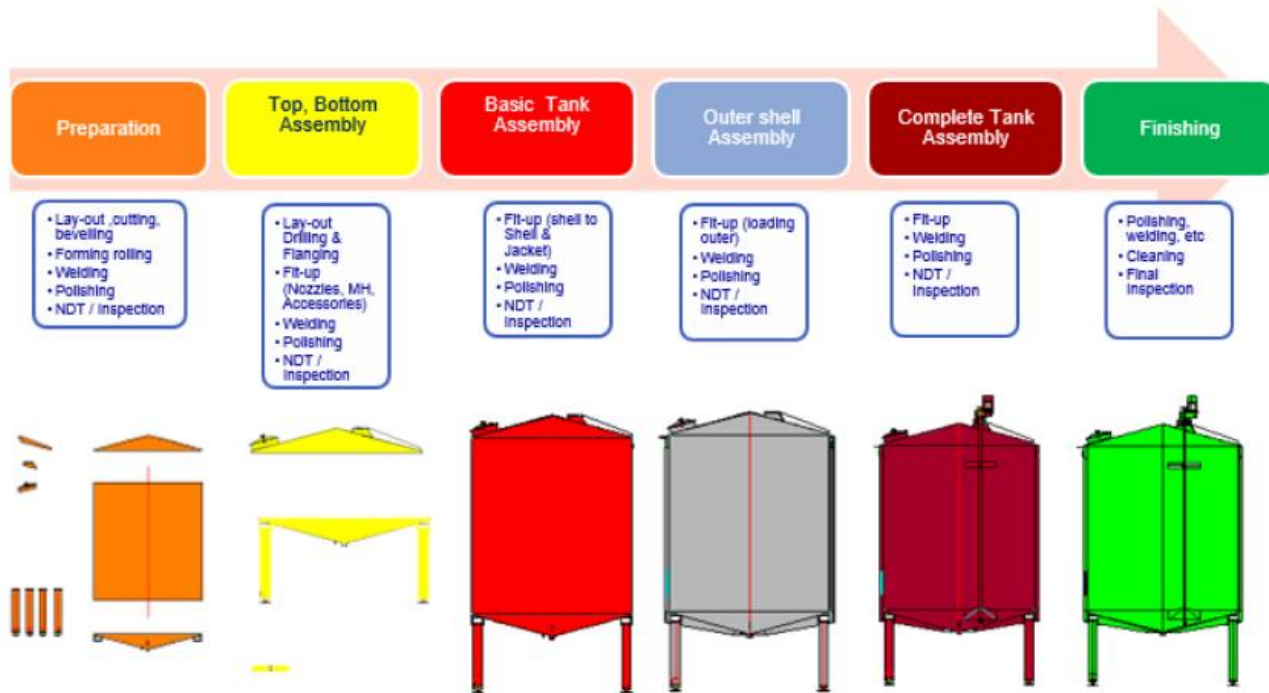 Preparation
Top, Bottom
Assembly
Basic Tank
Assembly
Outer shell
Assembly
Complete Tank
Assembly
Finishing
• Lay-out ,cutting,
bevelling
• Forming rolling
• Welding
• Polishing
• NDT / Inspection
• Lay-out
Drilling &
Flanging
• Fit-up
(Nozzles, MH,
Accessories)
• Welding
• Polishing
• NDT /
Inspection
• Fit-up (shell to
Shell &
Jacket)
• Welding
• Polishing
• NDT /
Inspection
• Fit-up (loading
outer)
• Welding
• Polishing
• NDT /
Inspection
• Fit-up
• Welding
• Polishing
• NDT /
Inspection
• Polishing,
welding, etc
• Cleaning
• Final
Inspection